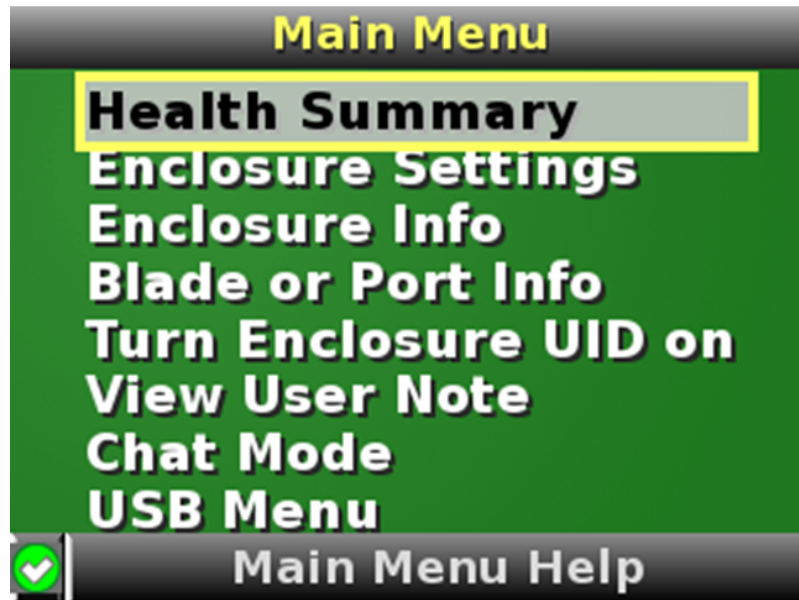 Main Menu
Health Summary
Enclosure Settings
Enclosure Info
Blade or Port Info
Turn Enclosure UID on
View User Note
Chat Mode
USB Menu
Main Menu Help